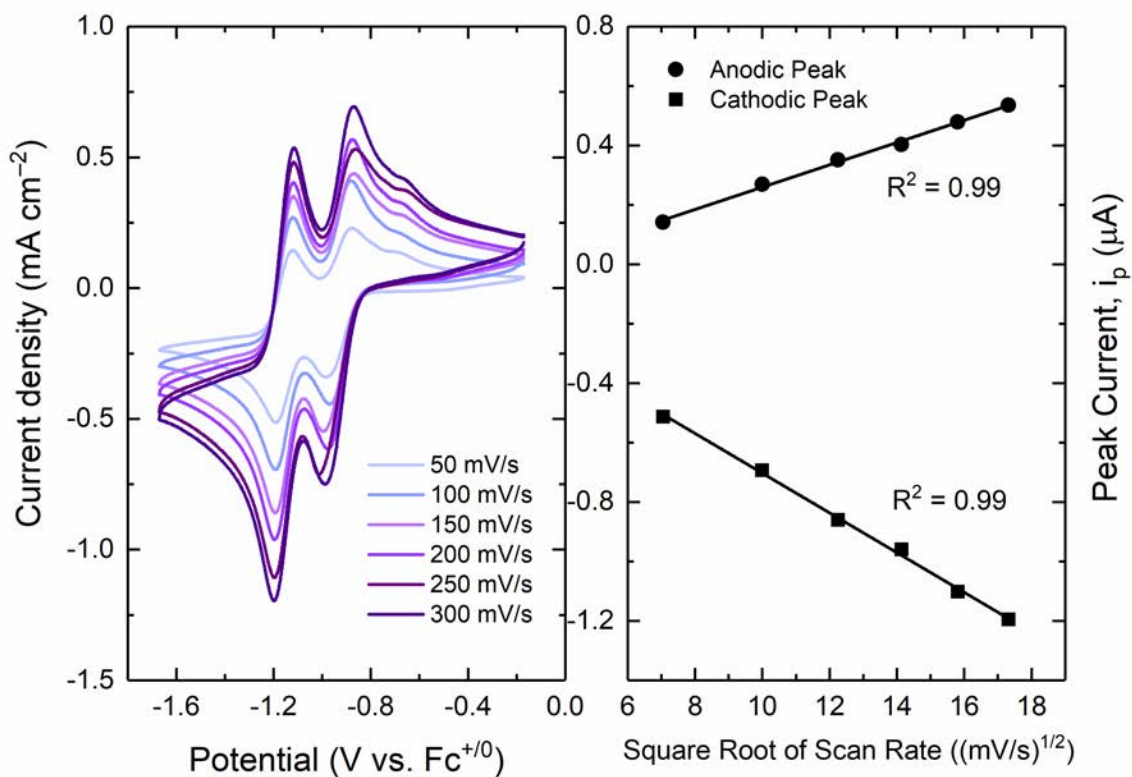 Current density (mA cm⁻²)
1.0
0.5
0.0
-0.5
-1.0
-1.5
50 mV/s
100 mV/s
150 mV/s
200 mV/s
250 mV/s
300 mV/s
-1.6 -1.2 -0.8 -0.4 0.0
Potential (V vs. Fc⁺ᐟ⁰)
0.8
0.4
0.0
-0.4
-0.8
-1.2
Anodic Peak
Cathodic Peak
R² = 0.99
R² = 0.99
6 8 10 12 14 16 18
Square Root of Scan Rate ((mV/s)¹ᐟ²)
Peak Current, iₚ (μA)